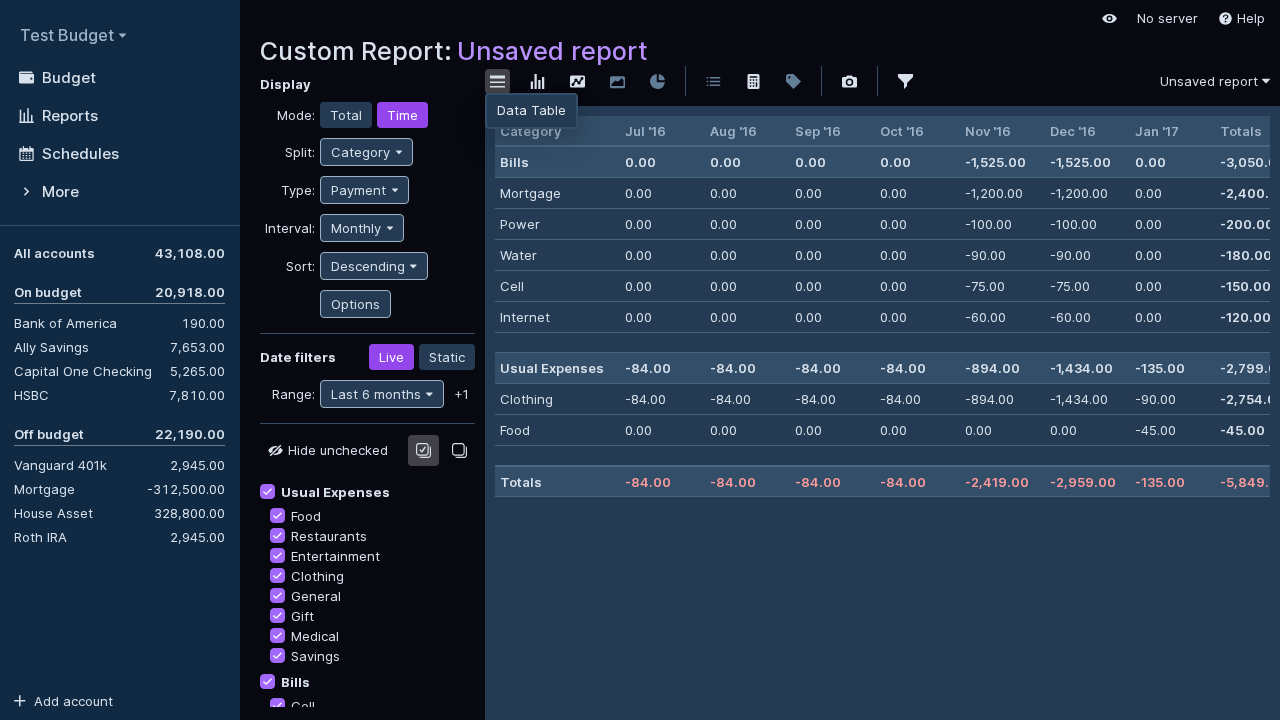 Test Budget
Budget
Reports
Schedules
More
All accounts 43,108.00
On budget 20,918.00
Bank of America 190.00
Ally Savings 7,653.00
Capital One Checking 5,265.00
HSBC 7,810.00
Off budget 22,190.00
Vanguard 401k 2,945.00
Mortgage -312,500.00
House Asset 328,800.00
Roth IRA 2,945.00
Add account
No server Help
Custom Report: Unsaved report
Display
Mode: Total Time
Split: Category
Type: Payment
Interval: Monthly
Sort: Descending
Options
Date filters Live Static
Range: Last 6 months +1
Hide unchecked
Usual Expenses
Food
Restaurants
Entertainment
Clothing
General
Gift
Medical
Savings
Bills
Cell
Unsaved report
Data Table
Category Jul '16 Aug '16 Sep '16 Oct '16 Nov '16 Dec '16 Jan '17 Totals
Bills 0.00 0.00 0.00 0.00 -1,525.00 -1,525.00 0.00 -3,050.0
Mortgage 0.00 0.00 0.00 0.00 -1,200.00 -1,200.00 0.00 -2,400.
Power 0.00 0.00 0.00 0.00 -100.00 -100.00 0.00 -200.00
Water 0.00 0.00 0.00 0.00 -90.00 -90.00 0.00 -180.00
Cell 0.00 0.00 0.00 0.00 -75.00 -75.00 0.00 -150.00
Internet 0.00 0.00 0.00 0.00 -60.00 -60.00 0.00 -120.00
Usual Expenses -84.00 -84.00 -84.00 -84.00 -894.00 -1,434.00 -135.00 -2,799.0
Clothing -84.00 -84.00 -84.00 -84.00 -894.00 -1,434.00 -90.00 -2,754.0
Food 0.00 0.00 0.00 0.00 0.00 0.00 -45.00 -45.00
Totals -84.00 -84.00 -84.00 -84.00 -2,419.00 -2,959.00 -135.00 -5,849.